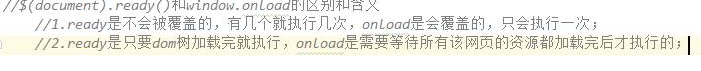 //$(document).ready()和window.onload的区别和含义
//1.ready是不会被覆盖的，有几个就执行几次，onload是会覆盖的，只会执行一次；
//2.ready是只要dom树加载完就执行，onload是需要等待所有该网页的资源都加载完后才执行的；